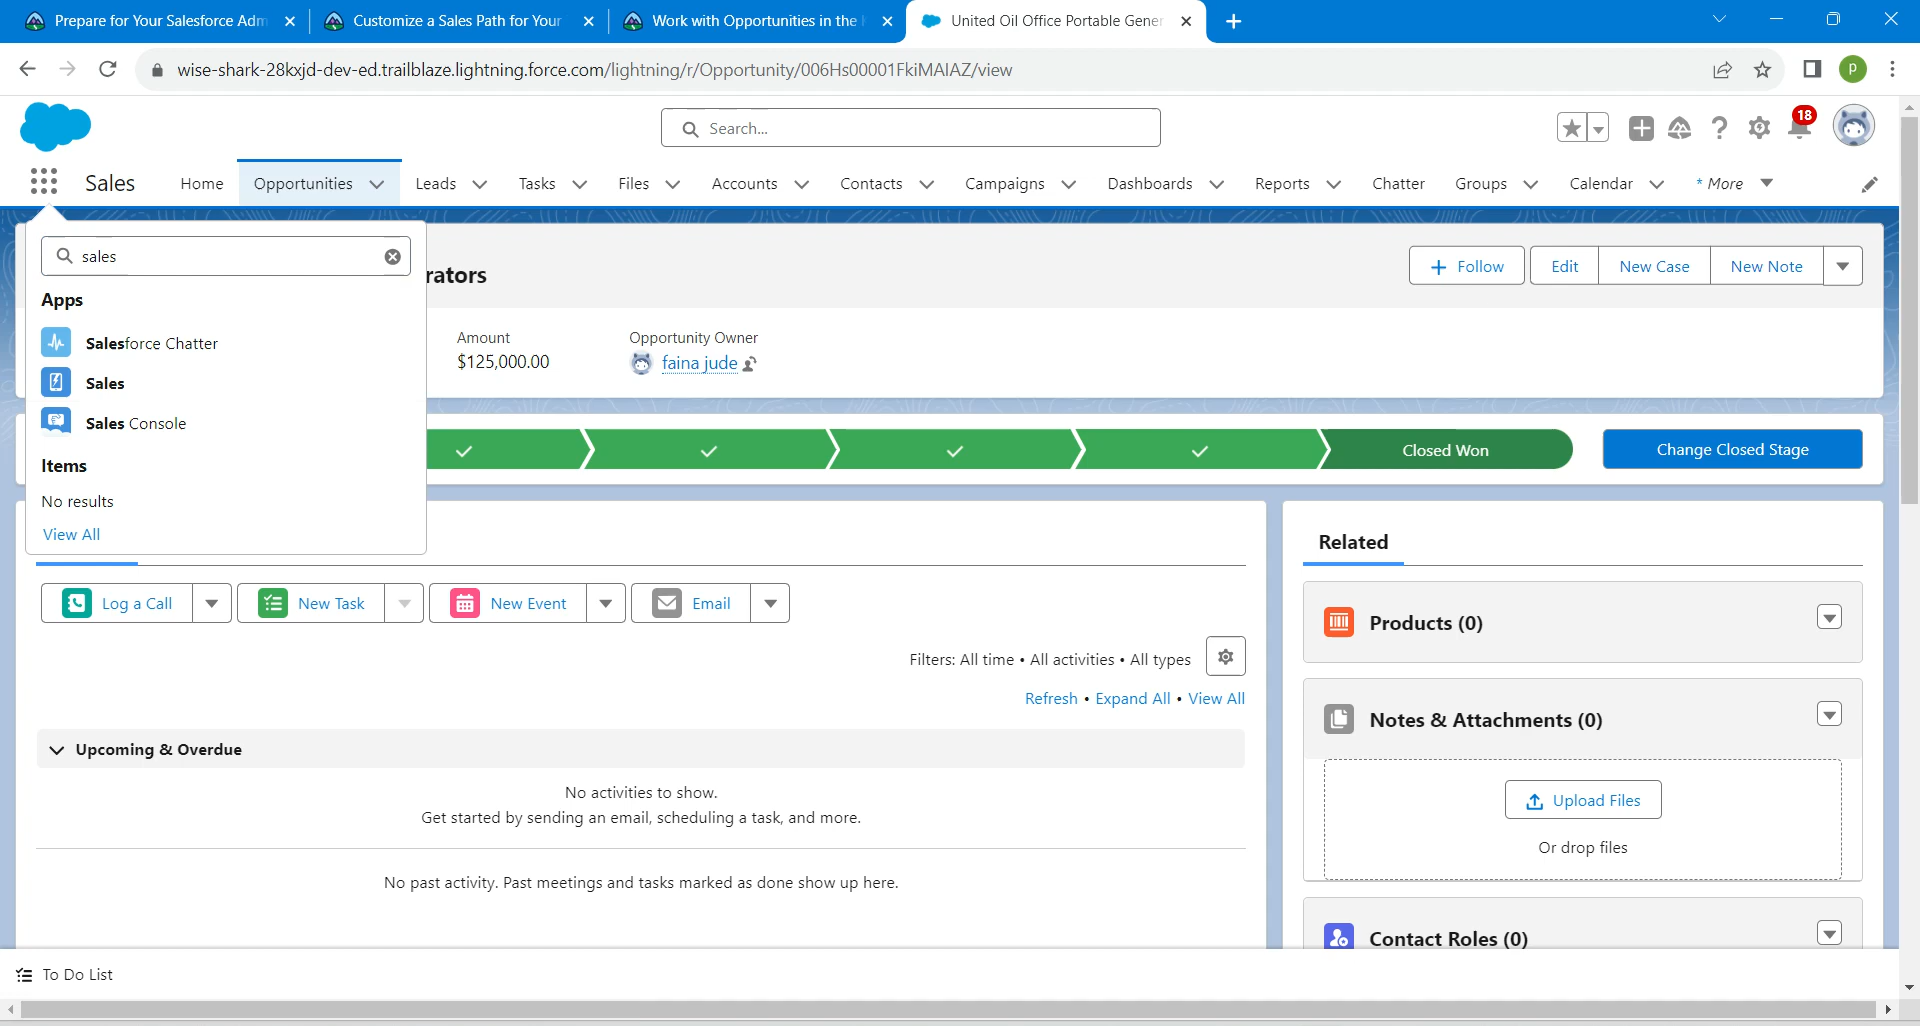 Prepare for Your Salesforce Adm
Customize a Sales Path for Your
Work with Opportunities in the
United Oil Office Portable Gener
wise-shark-28kxjd-dev-ed.trailblaze.lightning.force.com/lightning/r/Opportunity/006Hs00001FkiMAIAZ/view
p
Search...
18
Sales
Home
Opportunities
Leads
Tasks
Files
Accounts
Contacts
Campaigns
Dashboards
Reports
Chatter
Groups
Calendar
* More
sales
Apps
Salesforce Chatter
Sales
Sales Console
Items
No results
View All
rators
Follow
Edit
New Case
New Note
Amount
$125,000.00
Opportunity Owner
faina jude
Closed Won
Change Closed Stage
Log a Call
New Task
New Event
Email
Filters: All time • All activities • All types
Refresh • Expand All • View All
Upcoming & Overdue
No activities to show.
Get started by sending an email, scheduling a task, and more.
No past activity. Past meetings and tasks marked as done show up here.
Related
Products (0)
Notes & Attachments (0)
Upload Files
Or drop files
Contact Roles (0)
To Do List